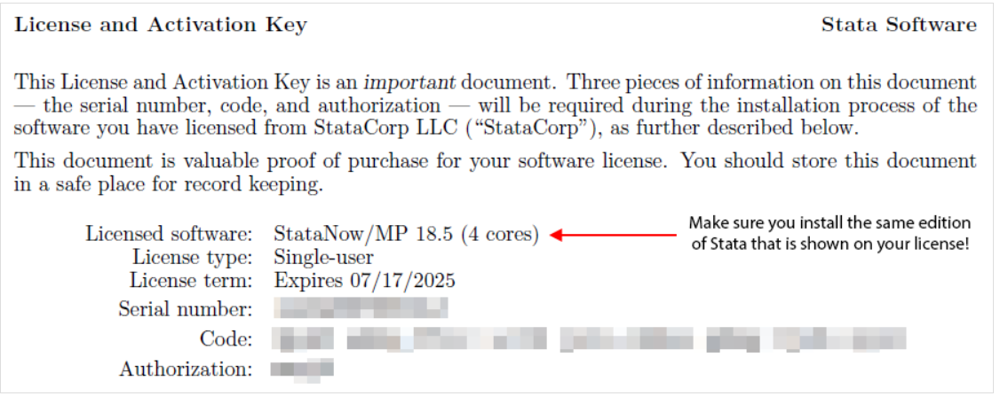 License and Activation Key Stata Software
This License and Activation Key is an important document. Three pieces of information on this document
— the serial number, code, and authorization — will be required during the installation process of the
software you have licensed from StataCorp LLC (“StataCorp”), as further described below.
This document is valuable proof of purchase for your software license. You should store this document
in a safe place for record keeping.
Licensed software: StataNow/MP 18.5 (4 cores)
Make sure you install the same edition
of Stata that is shown on your license!
License type: Single-user
License term: Expires 07/17/2025
Serial number:
Code:
Authorization: